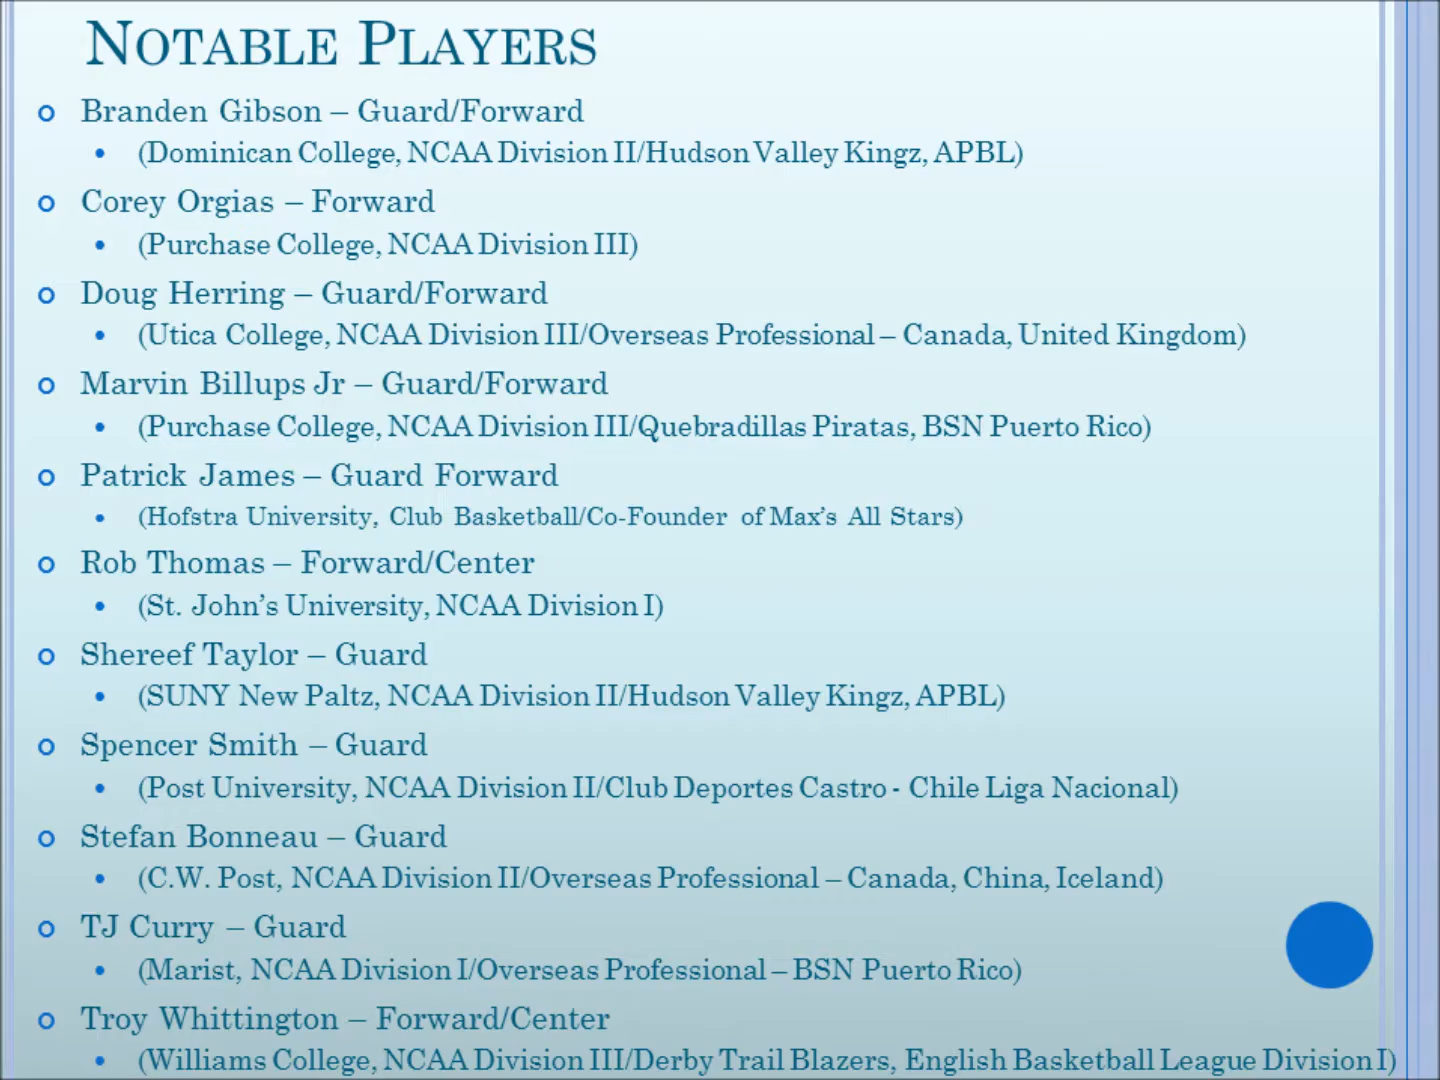 Notable Players
Branden Gibson – Guard/Forward
(Dominican College, NCAA Division II/Hudson Valley Kingz, APBL)
Corey Orgias – Forward
(Purchase College, NCAA Division III)
Doug Herring – Guard/Forward
(Utica College, NCAA Division III/Overseas Professional – Canada, United Kingdom)
Marvin Billups Jr – Guard/Forward
(Purchase College, NCAA Division III/Quebradillas Piratas, BSN Puerto Rico)
Patrick James – Guard Forward
(Hofstra University, Club Basketball/Co-Founder of Max’s All Stars)
Rob Thomas – Forward/Center
(St. John’s University, NCAA Division I)
Shereef Taylor – Guard
(SUNY New Paltz, NCAA Division II/Hudson Valley Kingz, APBL)
Spencer Smith – Guard
(Post University, NCAA Division II/Club Deportes Castro - Chile Liga Nacional)
Stefan Bonneau – Guard
(C.W. Post, NCAA Division II/Overseas Professional – Canada, China, Iceland)
TJ Curry – Guard
(Marist, NCAA Division I/Overseas Professional – BSN Puerto Rico)
Troy Whittington – Forward/Center
(Williams College, NCAA Division III/Derby Trail Blazers, English Basketball League Division I)